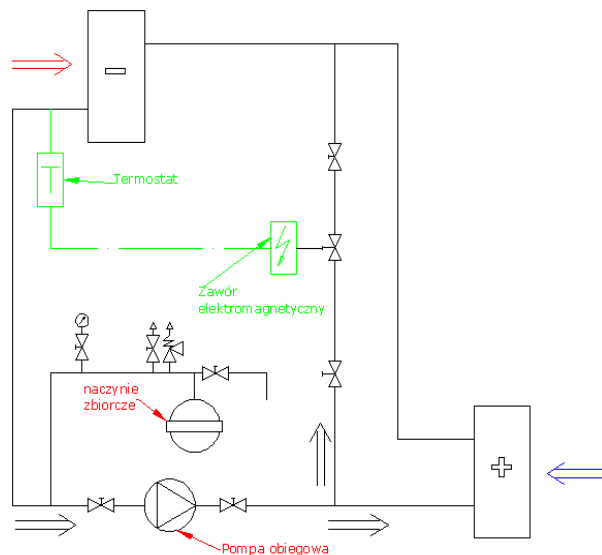 Termostat
Zawór
elektromagnetyczny
naczynie
zbiorcze
Pompa obiegowa